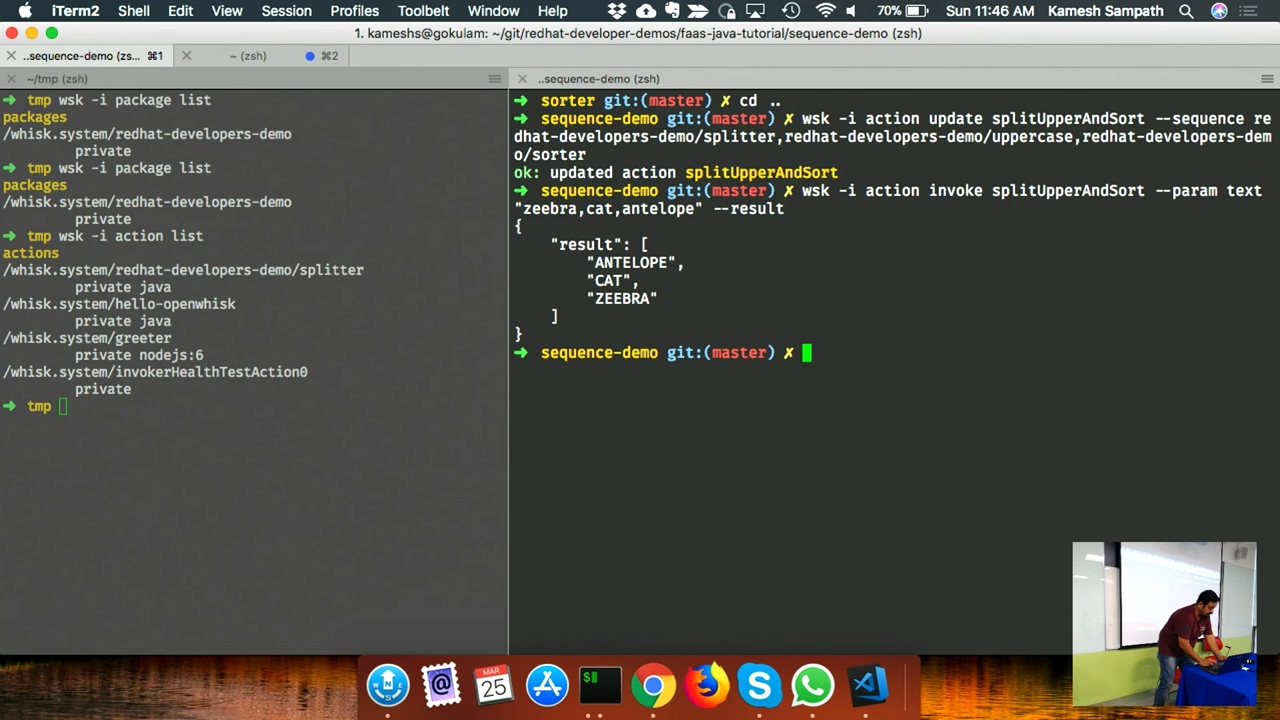 iTerm2 Shell Edit View Session Profiles Toolbelt Window Help 70% Sun 11:46 AM Kamesh Sampath
1. kameshs@gokulam: ~/git/redhat-developer-demos/faas-java-tutorial/sequence-demo (zsh)
..sequence-demo (zs... ⌘1 ~ (zsh) ⌘2
~/tmp (zsh)
➜ tmp wsk -i package list
packages
/whisk.system/redhat-developers-demo
private
➜ tmp wsk -i package list
packages
/whisk.system/redhat-developers-demo
private
➜ tmp wsk -i action list
actions
/whisk.system/redhat-developers-demo/splitter
private java
/whisk.system/hello-openwhisk
private java
/whisk.system/greeter
private nodejs:6
/whisk.system/invokerHealthTestAction0
private
➜ tmp
..sequence-demo (zsh)
➜ sorter git:(master) ✗ cd ..
➜ sequence-demo git:(master) ✗ wsk -i action update splitUpperAndSort --sequence re
dhat-developers-demo/splitter,redhat-developers-demo/uppercase,redhat-developers-dem
o/sorter
ok: updated action splitUpperAndSort
➜ sequence-demo git:(master) ✗ wsk -i action invoke splitUpperAndSort --param text
"zeebra,cat,antelope" --result
{
"result": [
"ANTELOPE",
"CAT",
"ZEEBRA"
]
}
➜ sequence-demo git:(master) ✗
MAR
25
$